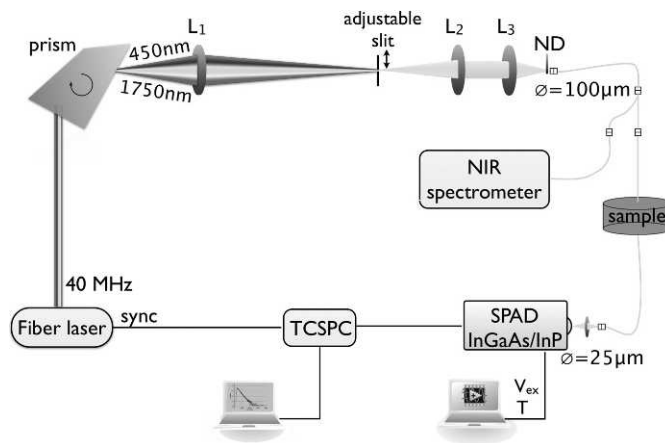 prism
450nm
1750nm
L₁
adjustable
slit
L₂
L₃
ND
∅=100µm
NIR
spectrometer
sample
40 MHz
Fiber laser
sync
TCSPC
SPAD
InGaAs/InP
∅=25µm
Vₑₓ
T